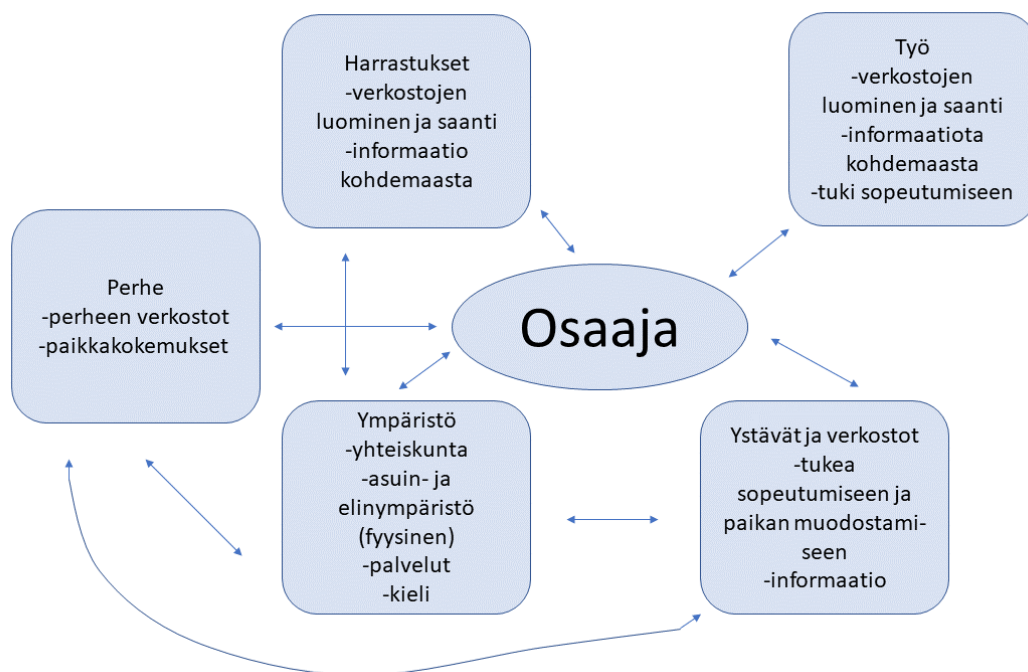 Harrastukset
-verkostojen
luominen ja saanti
-informaatio
kohdemaasta
Työ
-verkostojen
luominen ja saanti
-informaatiota
kohdemaasta
-tuki sopeutumiseen
Perhe
-perheen verkostot
-paikkakokemukset
Osaaja
Ympäristö
-yhteiskunta
-asuin- ja
elinympäristö
(fyysinen)
-palvelut
-kieli
Ystävät ja verkostot
-tukea
sopeutumiseen ja
paikan muodostami-
seen
-informaatio